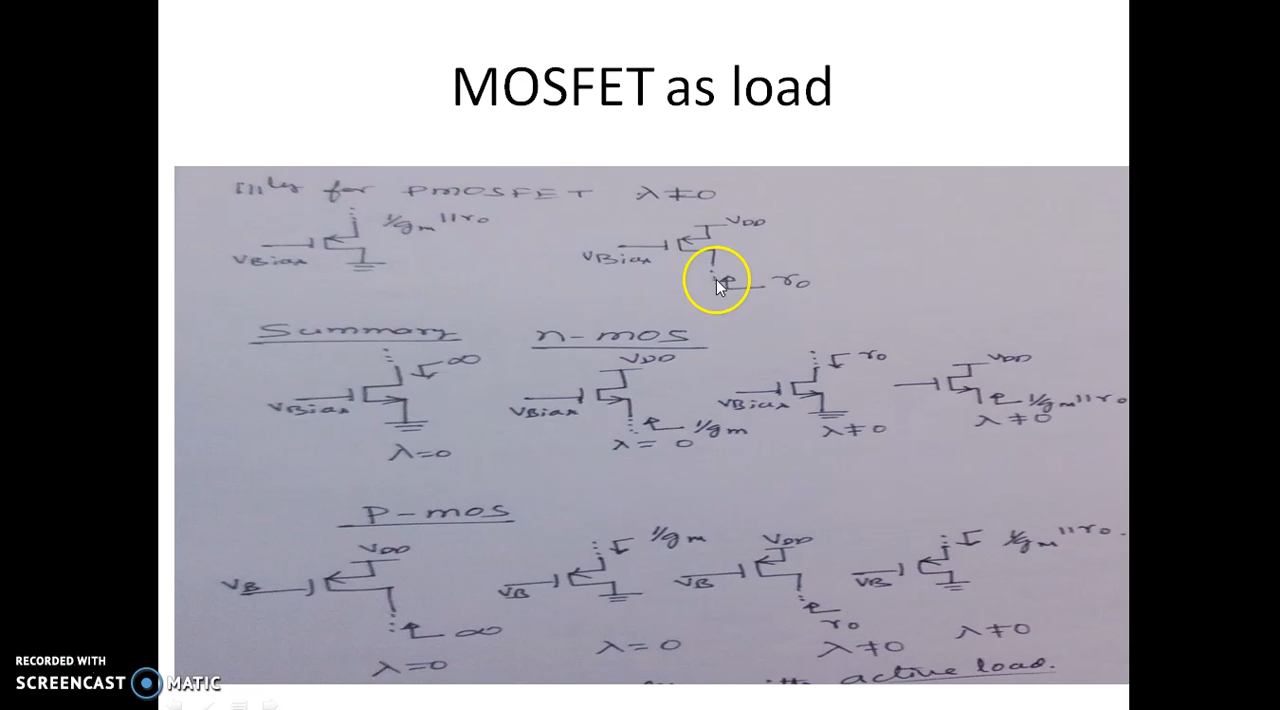 MOSFET as load
Illly for PMOSFET λ≠0
1/gm||ro
VDD
VBias
VBias
ro
Summary
n-mos
∞
VDD
ro
VDD
VBias
VBias
VBias
1/gm||ro
1/gm
λ=0
λ=0
λ≠0
λ≠0
P-mos
VDD
1/gm
VDD
1/gm||ro.
VB
VB
VB
VB
∞
ro
λ=0
λ=0
λ≠0
λ≠0
active load.
RECORDED WITH
SCREENCAST MATIC